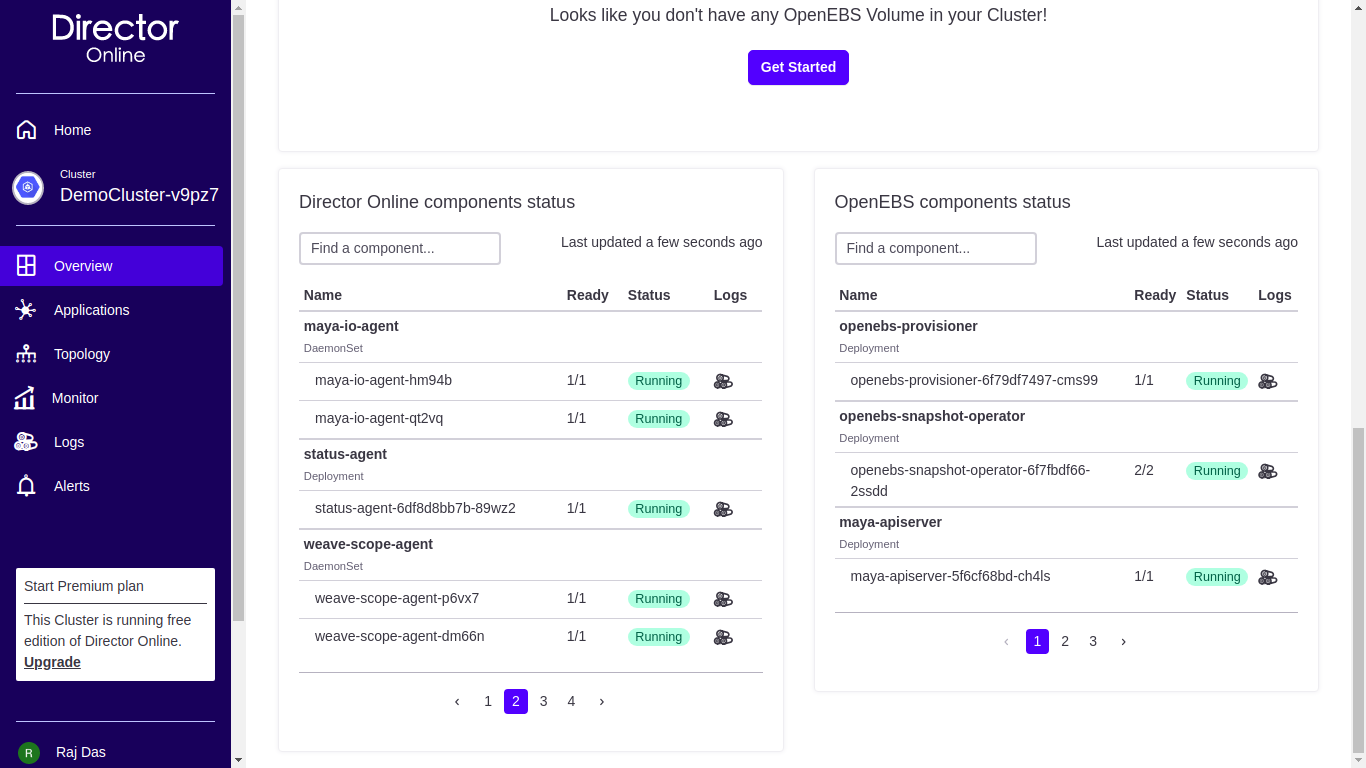 Director
Online
Home
Cluster
DemoCluster-v9pz7
Overview
Applications
Topology
Monitor
Logs
Alerts
Start Premium plan
This Cluster is running free
edition of Director Online.
Upgrade
R
Raj Das
Looks like you don't have any OpenEBS Volume in your Cluster!
Get Started
Director Online components status
Find a component...
Last updated a few seconds ago
Name Ready Status Logs
maya-io-agent
DaemonSet
maya-io-agent-hm94b 1/1 Running
maya-io-agent-qt2vq 1/1 Running
status-agent
Deployment
status-agent-6df8d8bb7b-89wz2 1/1 Running
weave-scope-agent
DaemonSet
weave-scope-agent-p6vx7 1/1 Running
weave-scope-agent-dm66n 1/1 Running
‹ 1 2 3 4 ›
OpenEBS components status
Find a component...
Last updated a few seconds ago
Name Ready Status Logs
openebs-provisioner
Deployment
openebs-provisioner-6f79df7497-cms99 1/1 Running
openebs-snapshot-operator
Deployment
openebs-snapshot-operator-6f7fbdf66- 2/2 Running
2ssdd
maya-apiserver
Deployment
maya-apiserver-5f6cf68bd-ch4ls 1/1 Running
‹ 1 2 3 ›